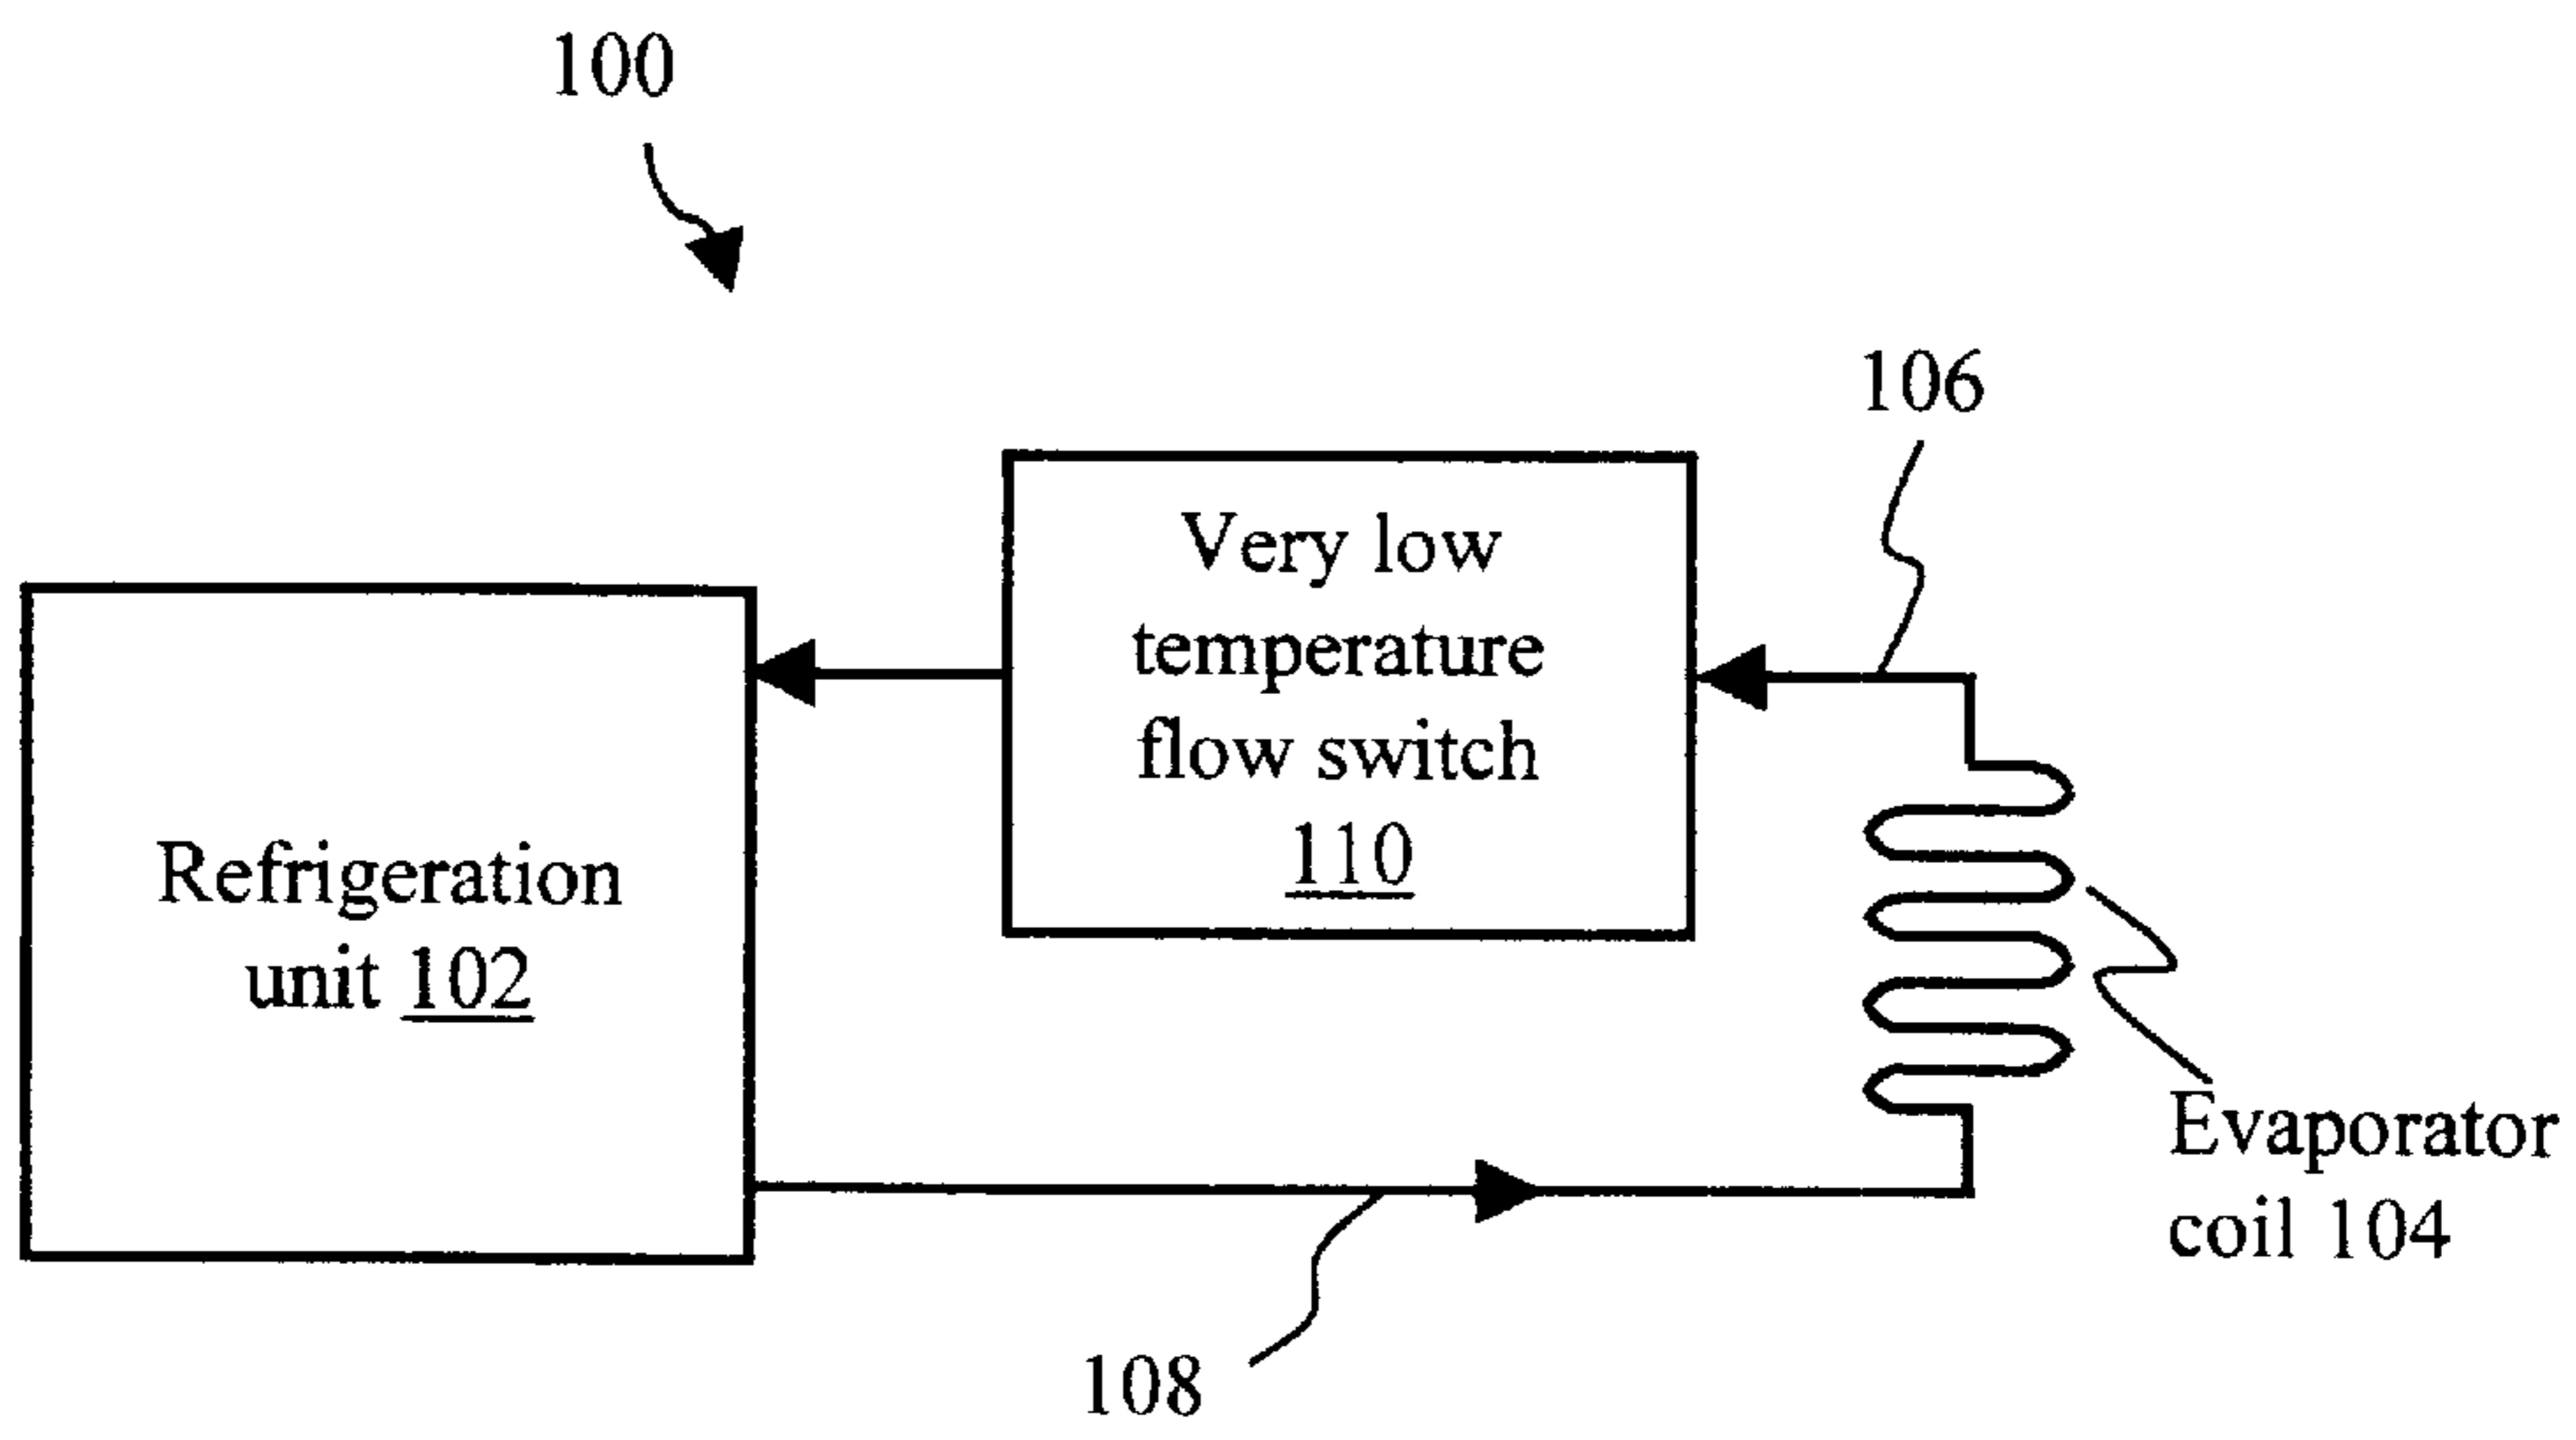 100
106
Very low
temperature
flow switch
110
Refrigeration
unit 102
Evaporator
coil 104
108